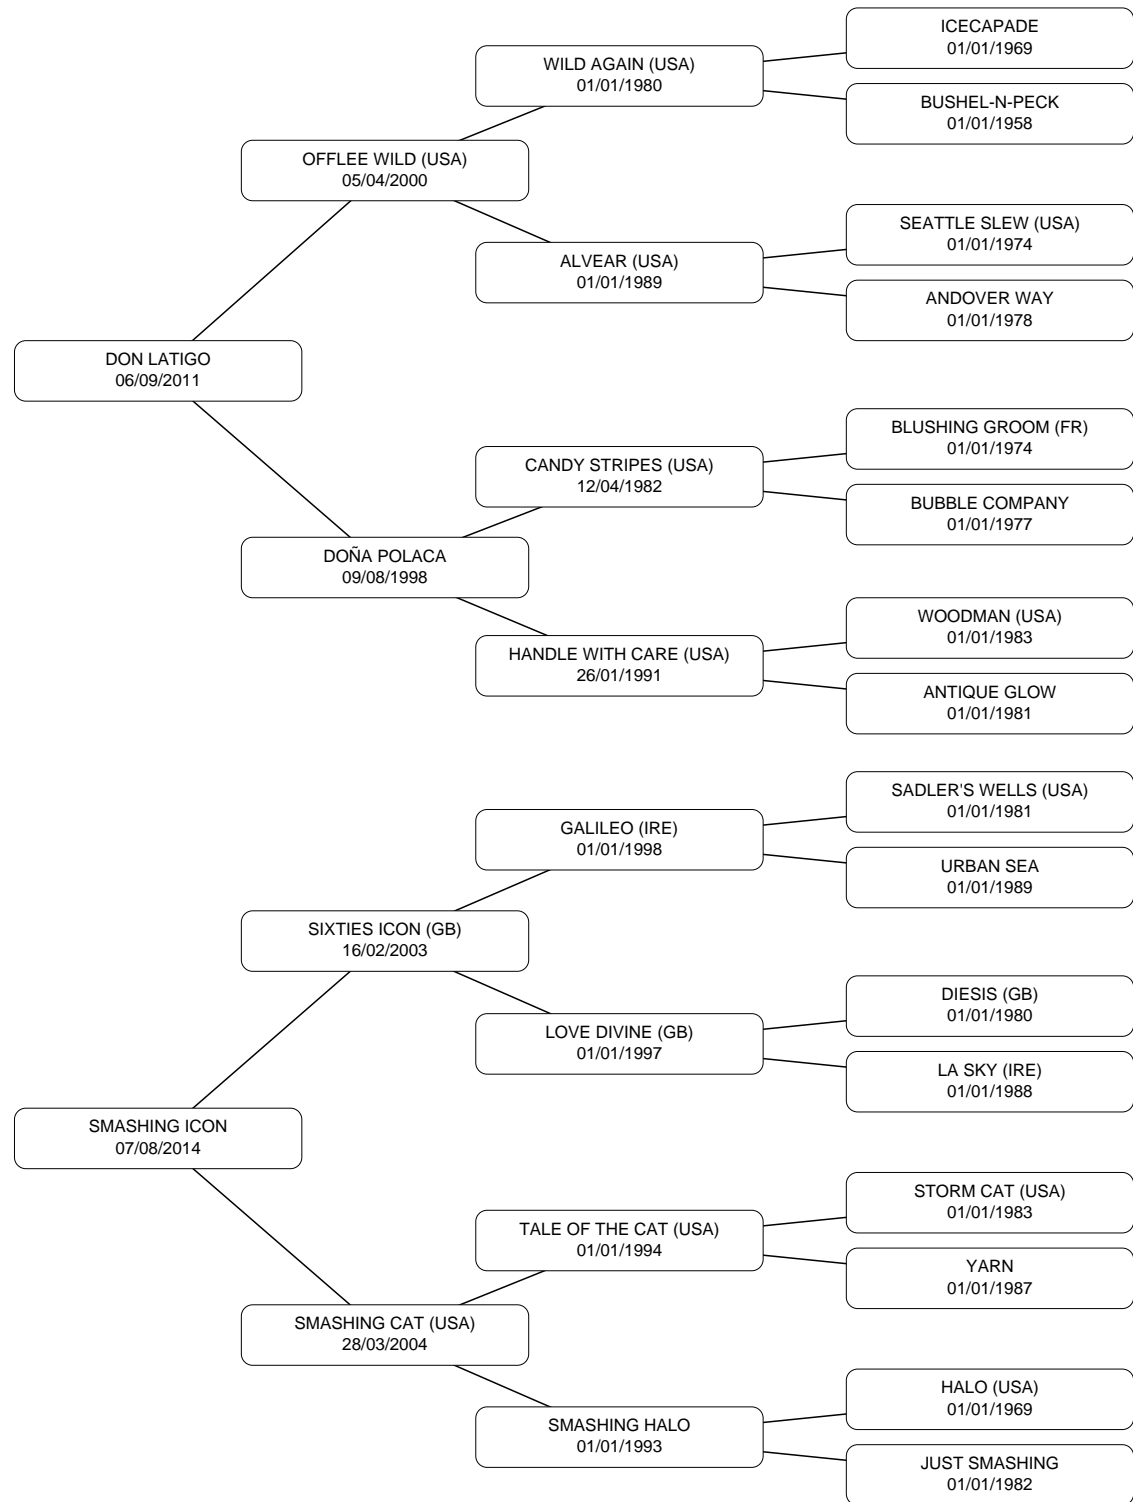 ICECAPADE
01/01/1969
WILD AGAIN (USA)
01/01/1980
BUSHEL-N-PECK
01/01/1958
OFFLEE WILD (USA)
05/04/2000
SEATTLE SLEW (USA)
01/01/1974
ALVEAR (USA)
01/01/1989
ANDOVER WAY
01/01/1978
DON LATIGO
06/09/2011
BLUSHING GROOM (FR)
01/01/1974
CANDY STRIPES (USA)
12/04/1982
BUBBLE COMPANY
01/01/1977
DOÑA POLACA
09/08/1998
WOODMAN (USA)
01/01/1983
HANDLE WITH CARE (USA)
26/01/1991
ANTIQUE GLOW
01/01/1981
SADLER'S WELLS (USA)
01/01/1981
GALILEO (IRE)
01/01/1998
URBAN SEA
01/01/1989
SIXTIES ICON (GB)
16/02/2003
DIESIS (GB)
01/01/1980
LOVE DIVINE (GB)
01/01/1997
LA SKY (IRE)
01/01/1988
SMASHING ICON
07/08/2014
STORM CAT (USA)
01/01/1983
TALE OF THE CAT (USA)
01/01/1994
YARN
01/01/1987
SMASHING CAT (USA)
28/03/2004
HALO (USA)
01/01/1969
SMASHING HALO
01/01/1993
JUST SMASHING
01/01/1982